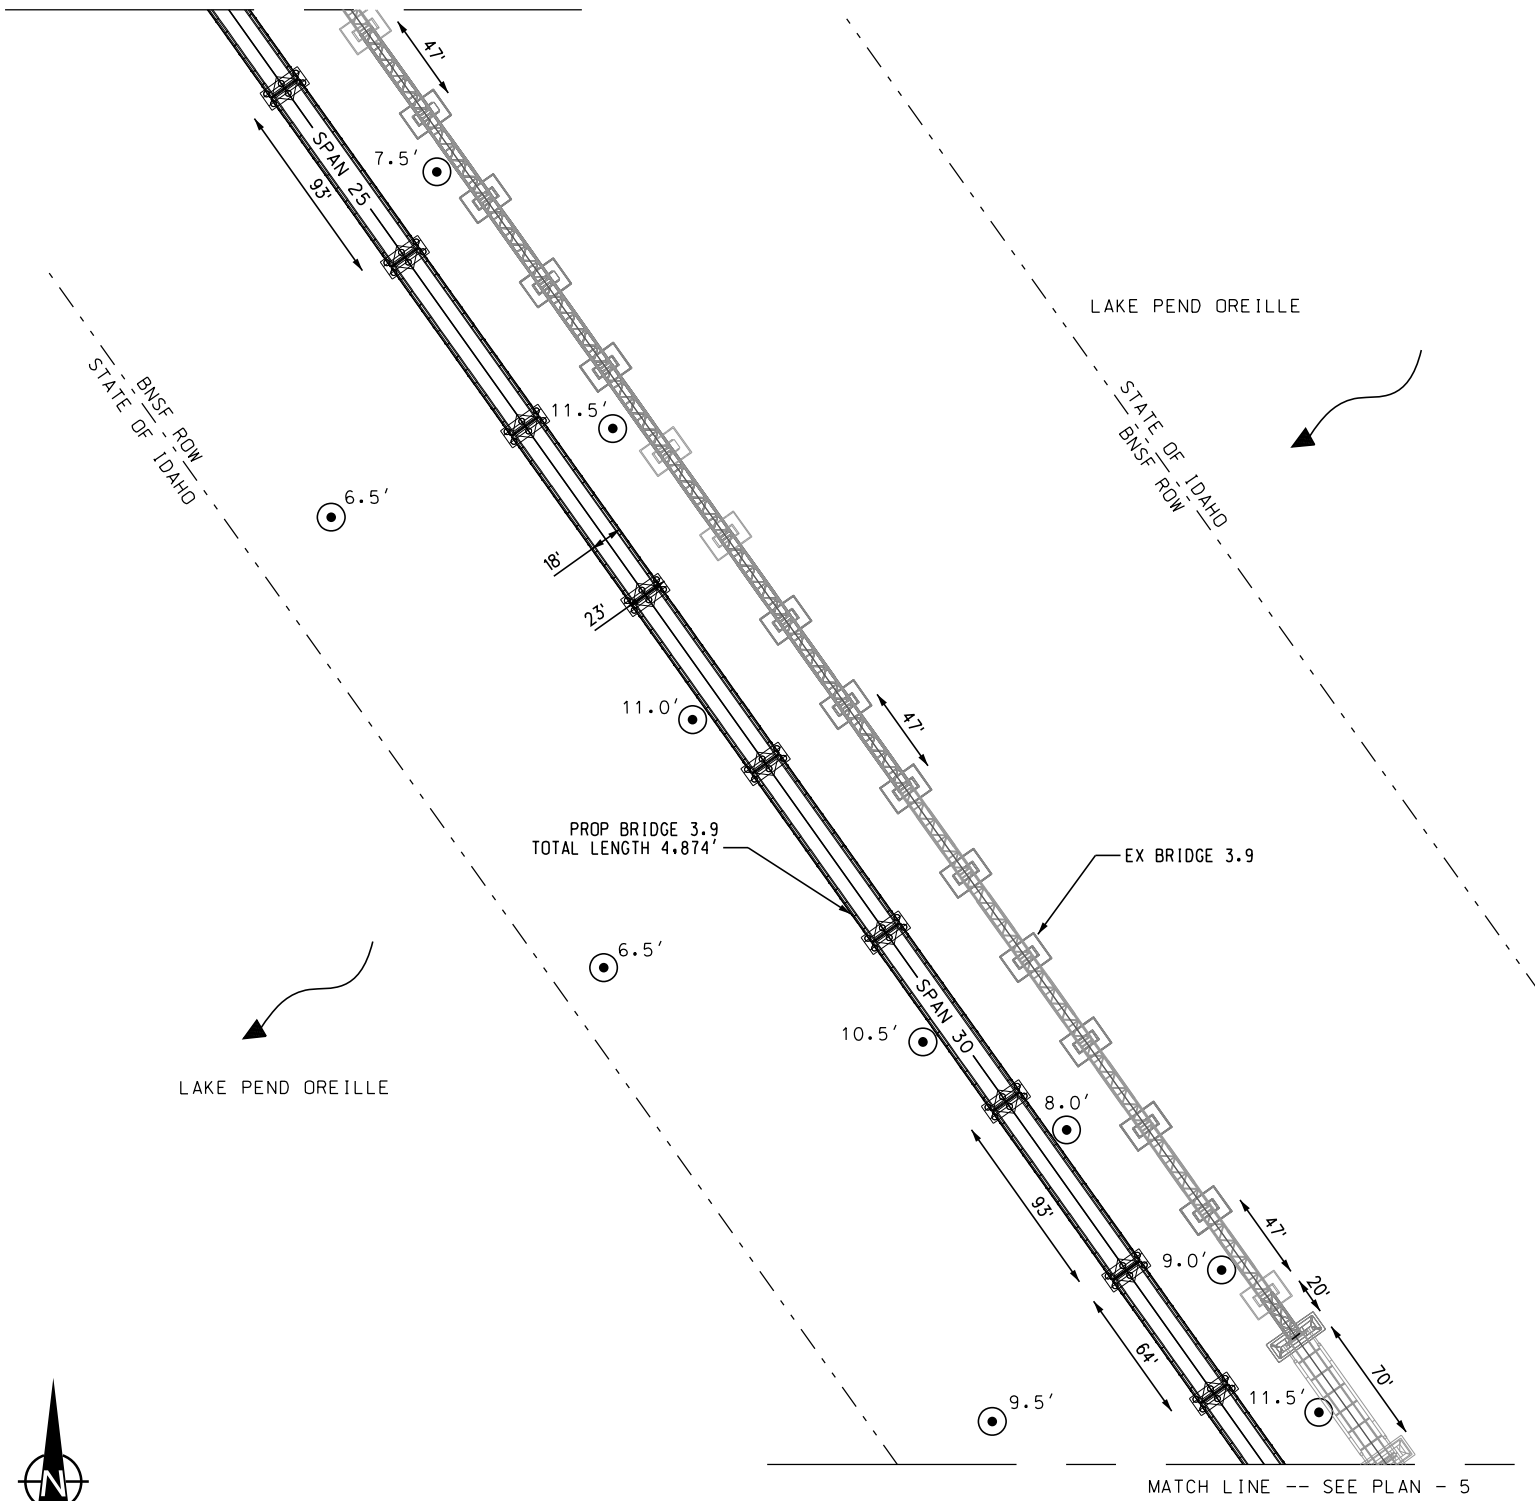 47'
7.5'
SPAN 25
93'
LAKE PEND OREILLE
BNSF ROW
STATE OF IDAHO
STATE OF IDAHO
BNSF ROW
11.5'
6.5'
18'
23'
11.0'
47'
PROP BRIDGE 3.9
TOTAL LENGTH 4,874'
EX BRIDGE 3.9
6.5'
SPAN 30
10.5'
LAKE PEND OREILLE
8.0'
93'
47'
9.0'
20'
64'
70'
11.5'
9.5'
N
MATCH LINE -- SEE PLAN - 5